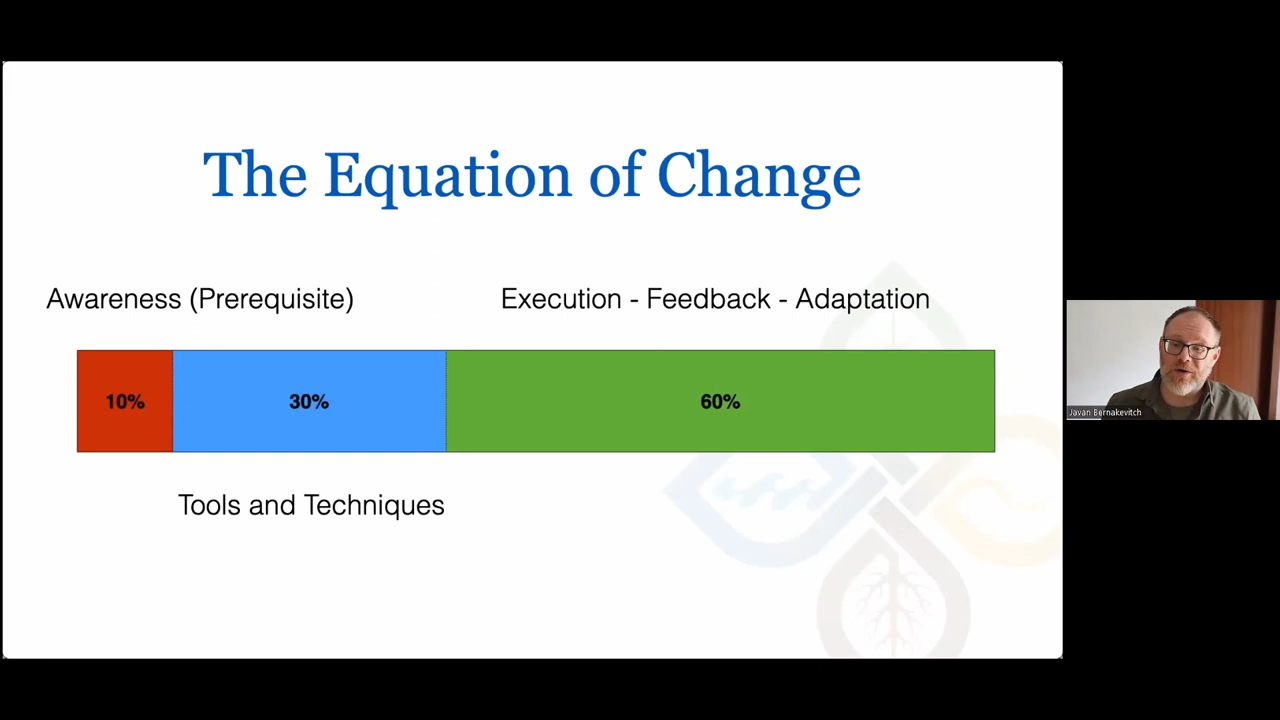 The Equation of Change
Awareness (Prerequisite)
Execution - Feedback - Adaptation
10%
30%
60%
Tools and Techniques
Javan Bernakevitch